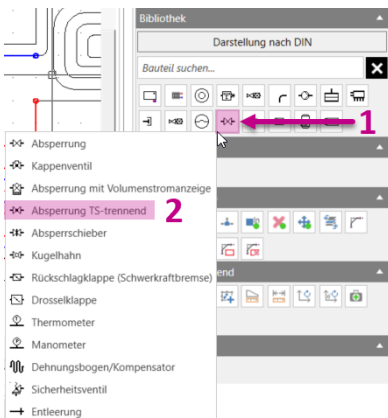 Bibliothek
Darstellung nach DIN
Bauteil suchen...
1
Absperrung
Kappenventil
Absperrung mit Volumenstromanzeige
Absperrung TS-trennend
2
Absperrschieber
Kugelhahn
Rückschlagklappe (Schwerkraftbremse)
end
Drosselklappe
Thermometer
Manometer
Dehnungsbogen/Kompensator
Sicherheitsventil
Entleerung